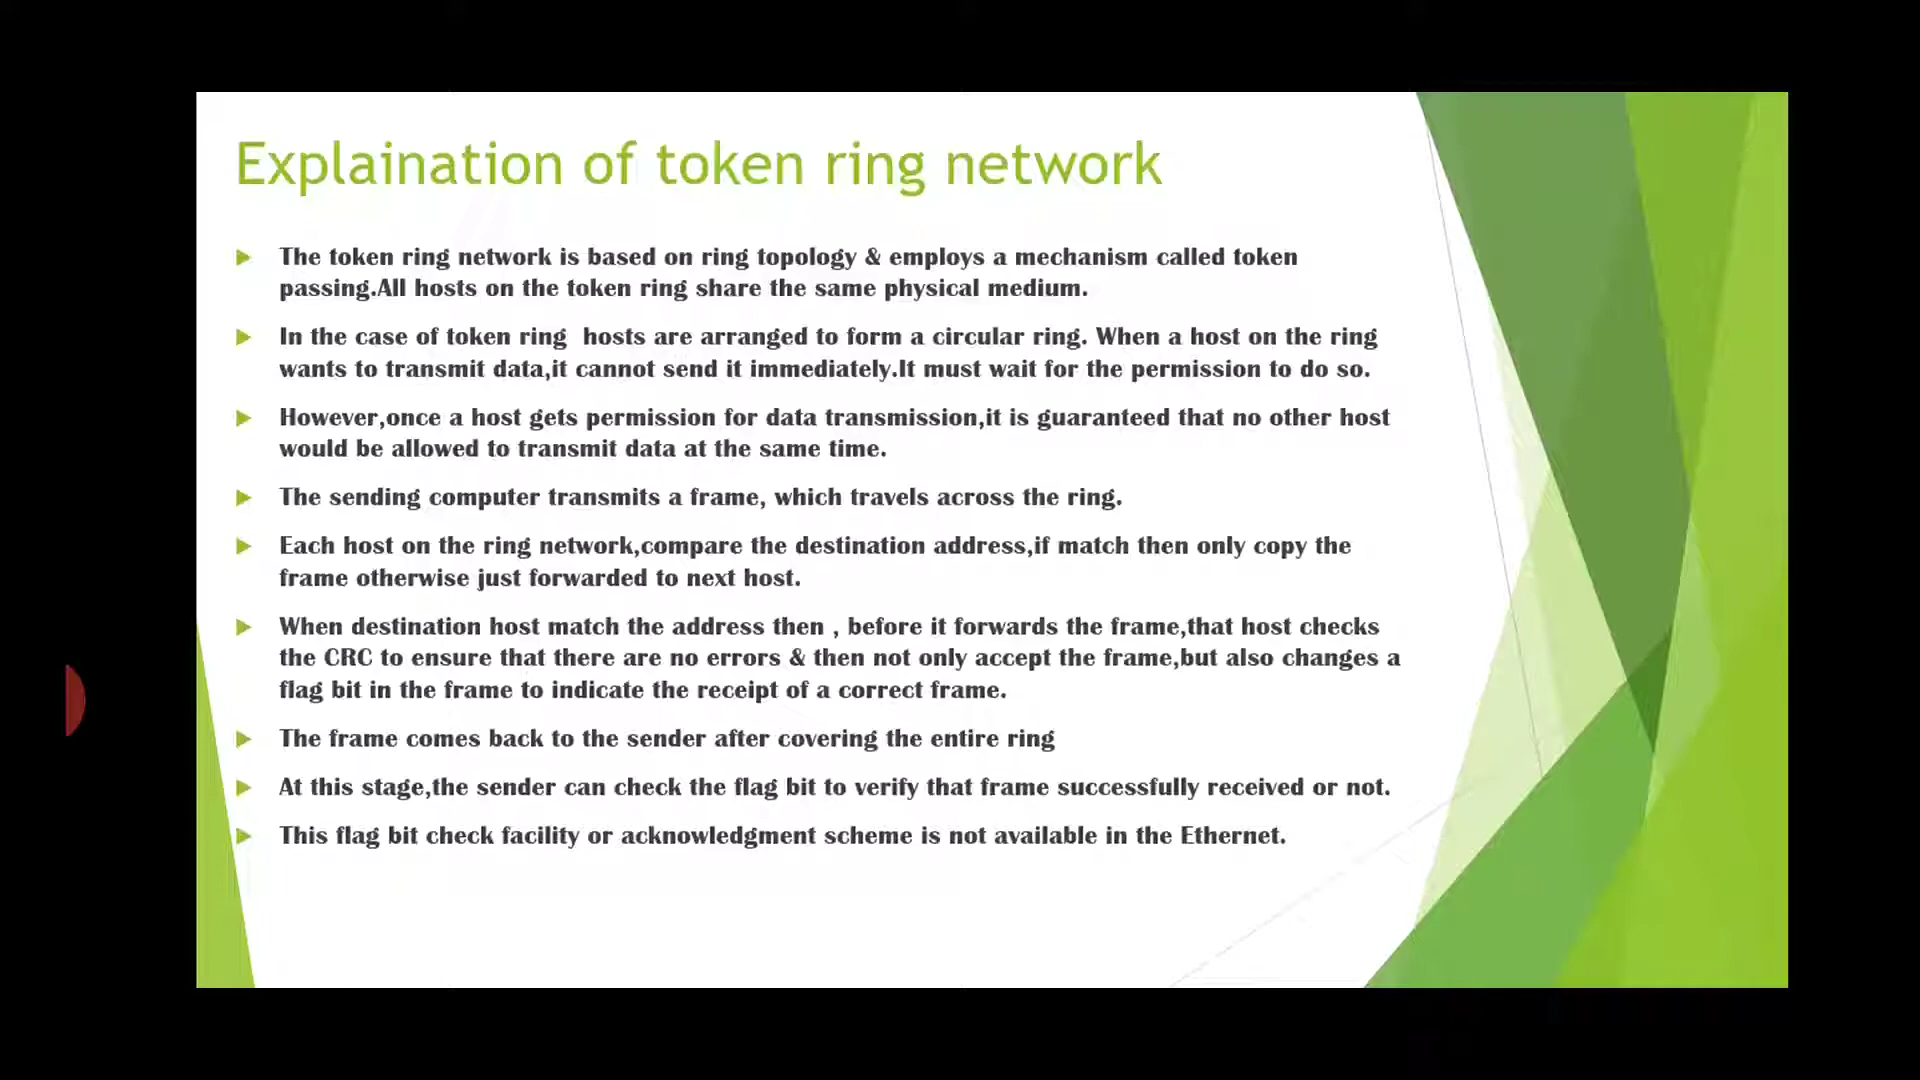 Explaination of token ring network
The token ring network is based on ring topology & employs a mechanism called token
passing.All hosts on the token ring share the same physical medium.
In the case of token ring  hosts are arranged to form a circular ring. When a host on the ring
wants to transmit data,it cannot send it immediately.It must wait for the permission to do so.
However,once a host gets permission for data transmission,it is guaranteed that no other host
would be allowed to transmit data at the same time.
The sending computer transmits a frame, which travels across the ring.
Each host on the ring network,compare the destination address,if match then only copy the
frame otherwise just forwarded to next host.
When destination host match the address then , before it forwards the frame,that host checks
the CRC to ensure that there are no errors & then not only accept the frame,but also changes a
flag bit in the frame to indicate the receipt of a correct frame.
The frame comes back to the sender after covering the entire ring
At this stage,the sender can check the flag bit to verify that frame successfully received or not.
This flag bit check facility or acknowledgment scheme is not available in the Ethernet.